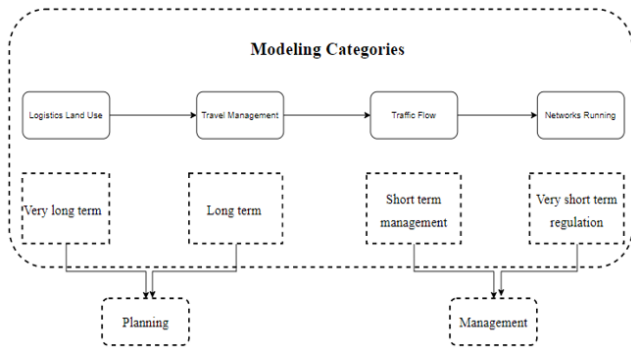 Modeling Categories
Logistics Land Use
Travel Management
Traffic Flow
Networks Running
Very long term
Long term
Short term
management
Very short term
regulation
Planning
Management